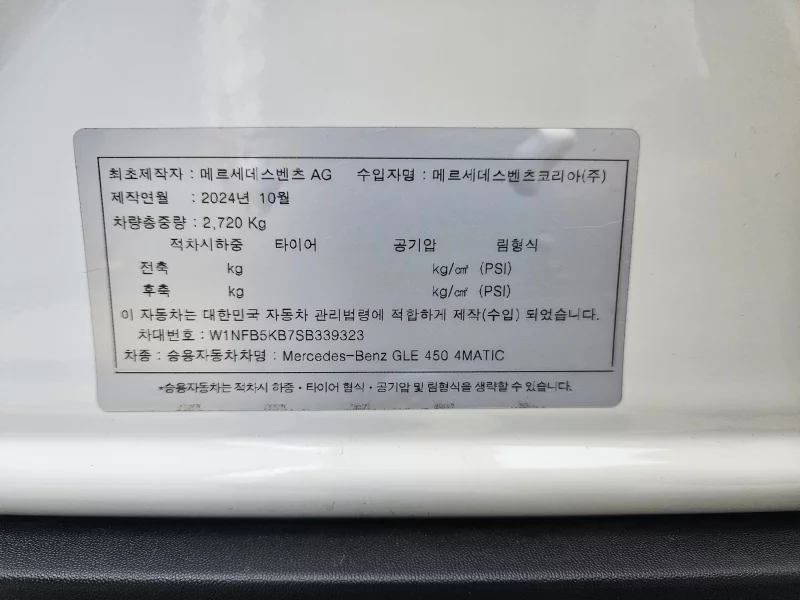 최초제작자 : 메르세데스벤츠 AG 수입자명 : 메르세데스벤츠코리아(주)
제작연월 : 2024년 10월
차량총중량 : 2,720 Kg
적차시하중 타이어 공기압 림형식
전축 kg kg/㎠ (PSI)
후축 kg kg/㎠ (PSI)
이 자동차는 대한민국 자동차 관리법령에 적합하게 제작(수입) 되었습니다.
차대번호 : W1NFB5KB7SB339323
차종 : 승용자동차차명 : Mercedes-Benz GLE 450 4MATIC
*승용자동차는 적차시 하중·타이어 형식·공기압 및 림형식을 생략할 수 있습니다.